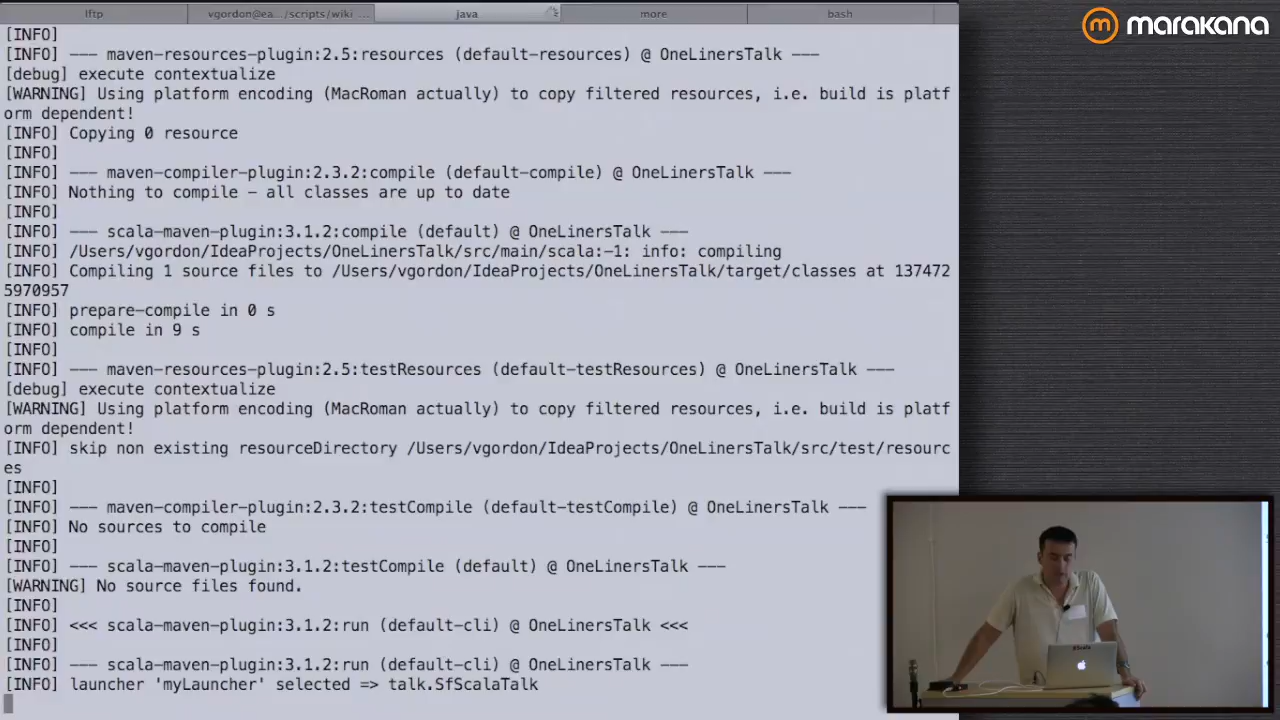 lftp
vgordon@ea…/scripts/wiki …
java
more
bash
marakana
[INFO]
[INFO] --- maven-resources-plugin:2.5:resources (default-resources) @ OneLinersTalk ---
[debug] execute contextualize
[WARNING] Using platform encoding (MacRoman actually) to copy filtered resources, i.e. build is platf
orm dependent!
[INFO] Copying 0 resource
[INFO]
[INFO] --- maven-compiler-plugin:2.3.2:compile (default-compile) @ OneLinersTalk ---
[INFO] Nothing to compile - all classes are up to date
[INFO]
[INFO] --- scala-maven-plugin:3.1.2:compile (default) @ OneLinersTalk ---
[INFO] /Users/vgordon/IdeaProjects/OneLinersTalk/src/main/scala:-1: info: compiling
[INFO] Compiling 1 source files to /Users/vgordon/IdeaProjects/OneLinersTalk/target/classes at 137472
5970957
[INFO] prepare-compile in 0 s
[INFO] compile in 9 s
[INFO]
[INFO] --- maven-resources-plugin:2.5:testResources (default-testResources) @ OneLinersTalk ---
[debug] execute contextualize
[WARNING] Using platform encoding (MacRoman actually) to copy filtered resources, i.e. build is platf
orm dependent!
[INFO] skip non existing resourceDirectory /Users/vgordon/IdeaProjects/OneLinersTalk/src/test/resourc
es
[INFO]
[INFO] --- maven-compiler-plugin:2.3.2:testCompile (default-testCompile) @ OneLinersTalk ---
[INFO] No sources to compile
[INFO]
[INFO] --- scala-maven-plugin:3.1.2:testCompile (default) @ OneLinersTalk ---
[WARNING] No source files found.
[INFO]
[INFO] <<< scala-maven-plugin:3.1.2:run (default-cli) @ OneLinersTalk <<<
[INFO]
[INFO] --- scala-maven-plugin:3.1.2:run (default-cli) @ OneLinersTalk ---
[INFO] launcher 'myLauncher' selected => talk.SfScalaTalk
Scala